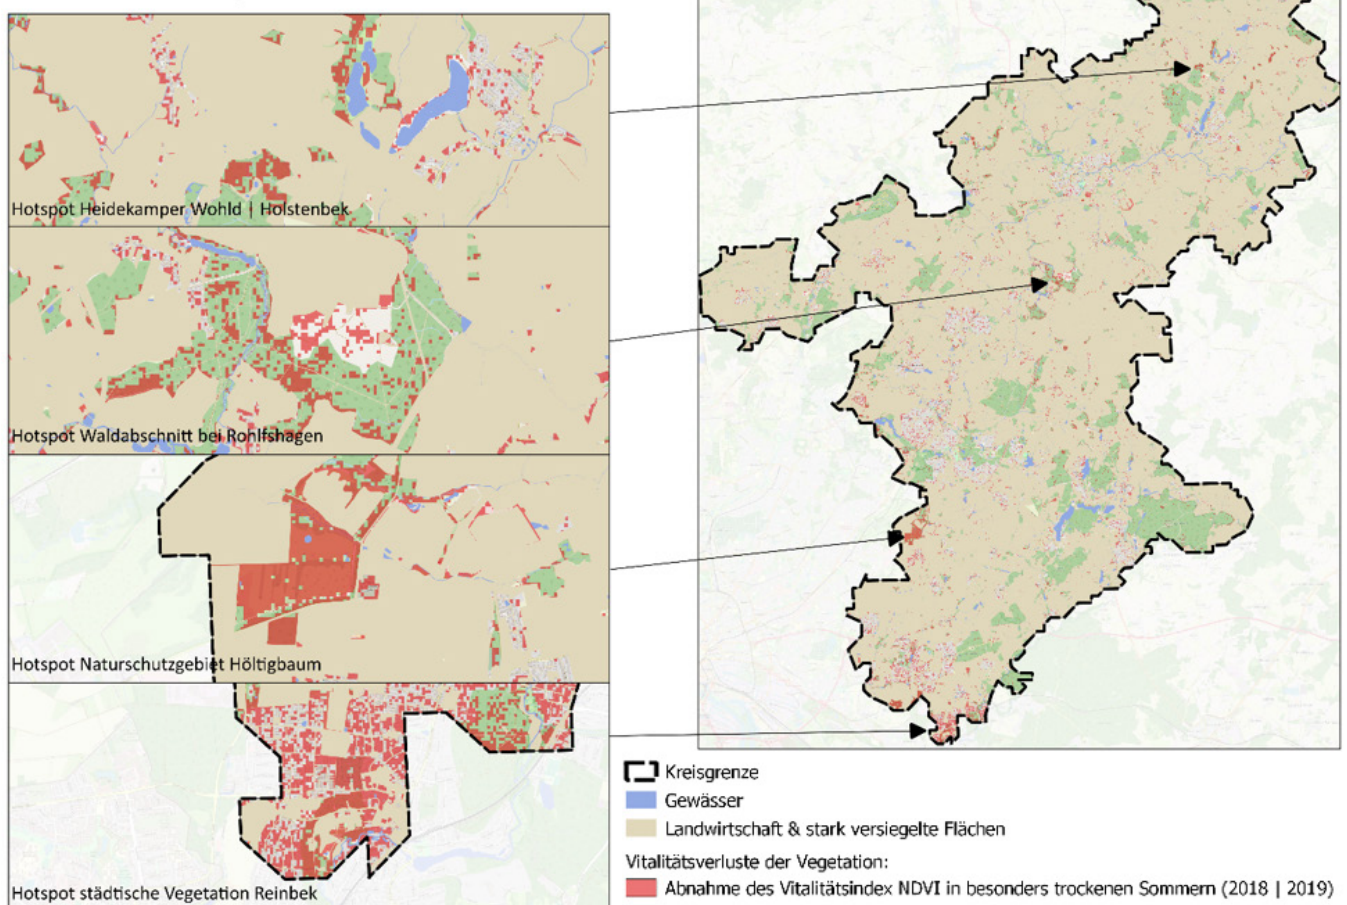 Hotspot Heidekamper Wohld | Holstenbek
Hotspot Waldabschnitt bei Rohlfshagen
Hotspot Naturschutzgebiet Höltigbaum
Hotspot städtische Vegetation Reinbek
Kreisgrenze
Gewässer
Landwirtschaft & stark versiegelte Flächen
Vitalitätsverluste der Vegetation:
Abnahme des Vitalitätsindex NDVI in besonders trockenen Sommern (2018 | 2019)